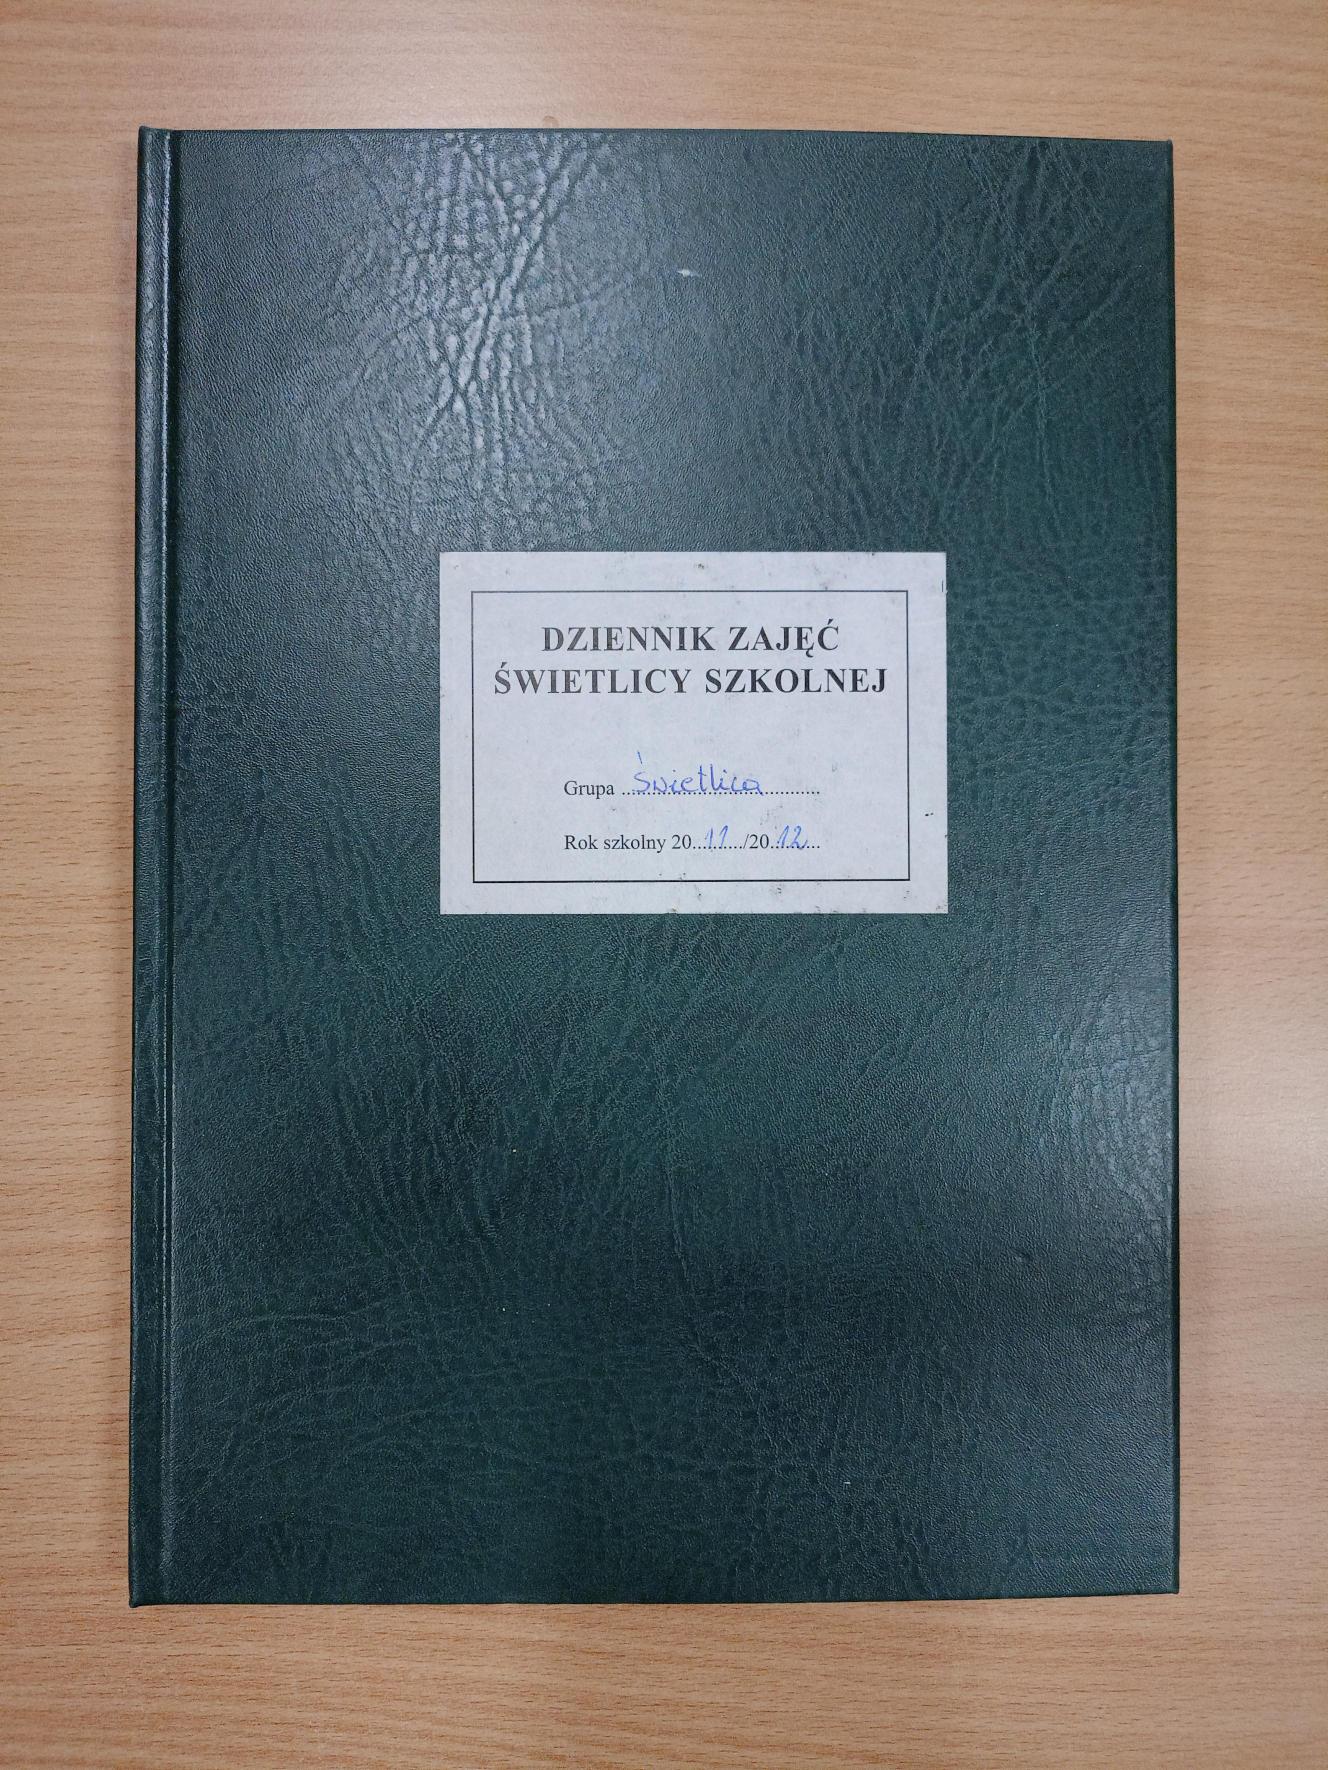 DZIENNIK ZAJĘĆ
ŚWIETLICY SZKOLNEJ
Grupa ...Świetlica...........
Rok szkolny 20..11..../20..12...